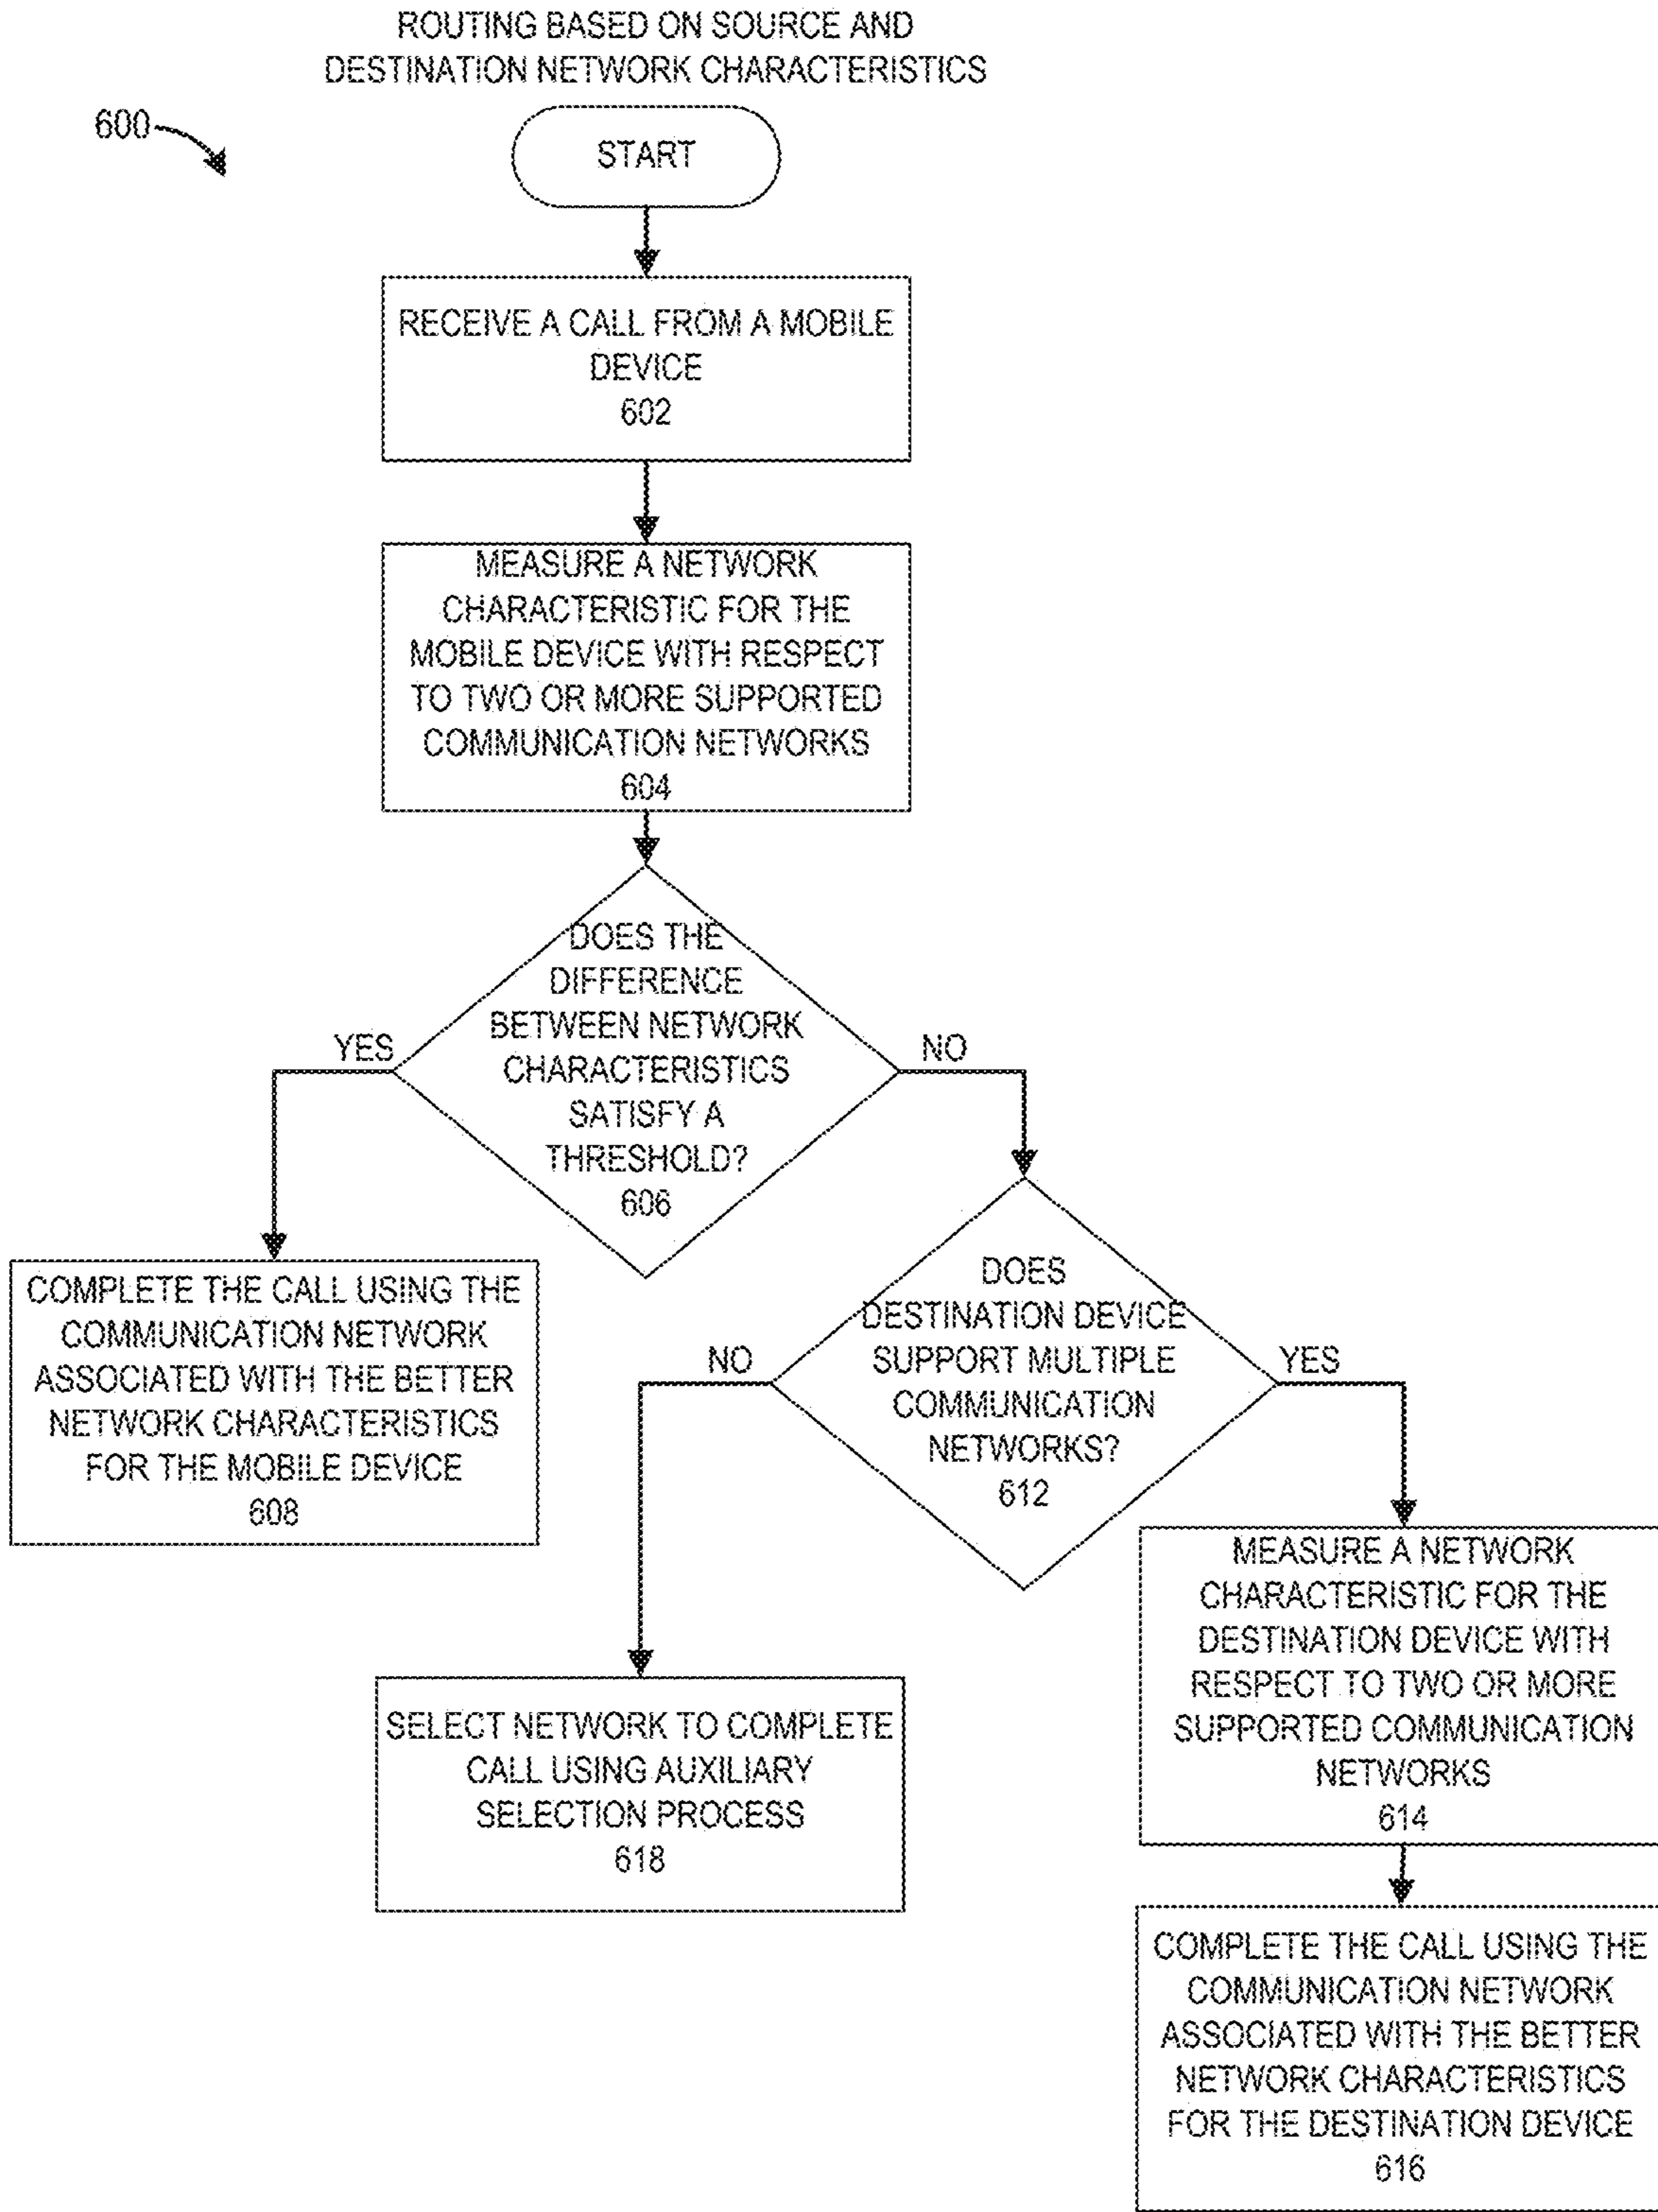 ROUTING BASED ON SOURCE AND
DESTINATION NETWORK CHARACTERISTICS
600
START
RECEIVE A CALL FROM A MOBILE
DEVICE
602
MEASURE A NETWORK
CHARACTERISTIC FOR THE
MOBILE DEVICE WITH RESPECT
TO TWO OR MORE SUPPORTED
COMMUNICATION NETWORKS
604
DOES THE
DIFFERENCE
BETWEEN NETWORK
CHARACTERISTICS
SATISFY A
THRESHOLD?
606
YES
NO
COMPLETE THE CALL USING THE
COMMUNICATION NETWORK
ASSOCIATED WITH THE BETTER
NETWORK CHARACTERISTICS
FOR THE MOBILE DEVICE
608
DOES
DESTINATION DEVICE
SUPPORT MULTIPLE
COMMUNICATION
NETWORKS?
612
NO
YES
SELECT NETWORK TO COMPLETE
CALL USING AUXILIARY
SELECTION PROCESS
618
MEASURE A NETWORK
CHARACTERISTIC FOR THE
DESTINATION DEVICE WITH
RESPECT TO TWO OR MORE
SUPPORTED COMMUNICATION
NETWORKS
614
COMPLETE THE CALL USING THE
COMMUNICATION NETWORK
ASSOCIATED WITH THE BETTER
NETWORK CHARACTERISTICS
FOR THE DESTINATION DEVICE
616